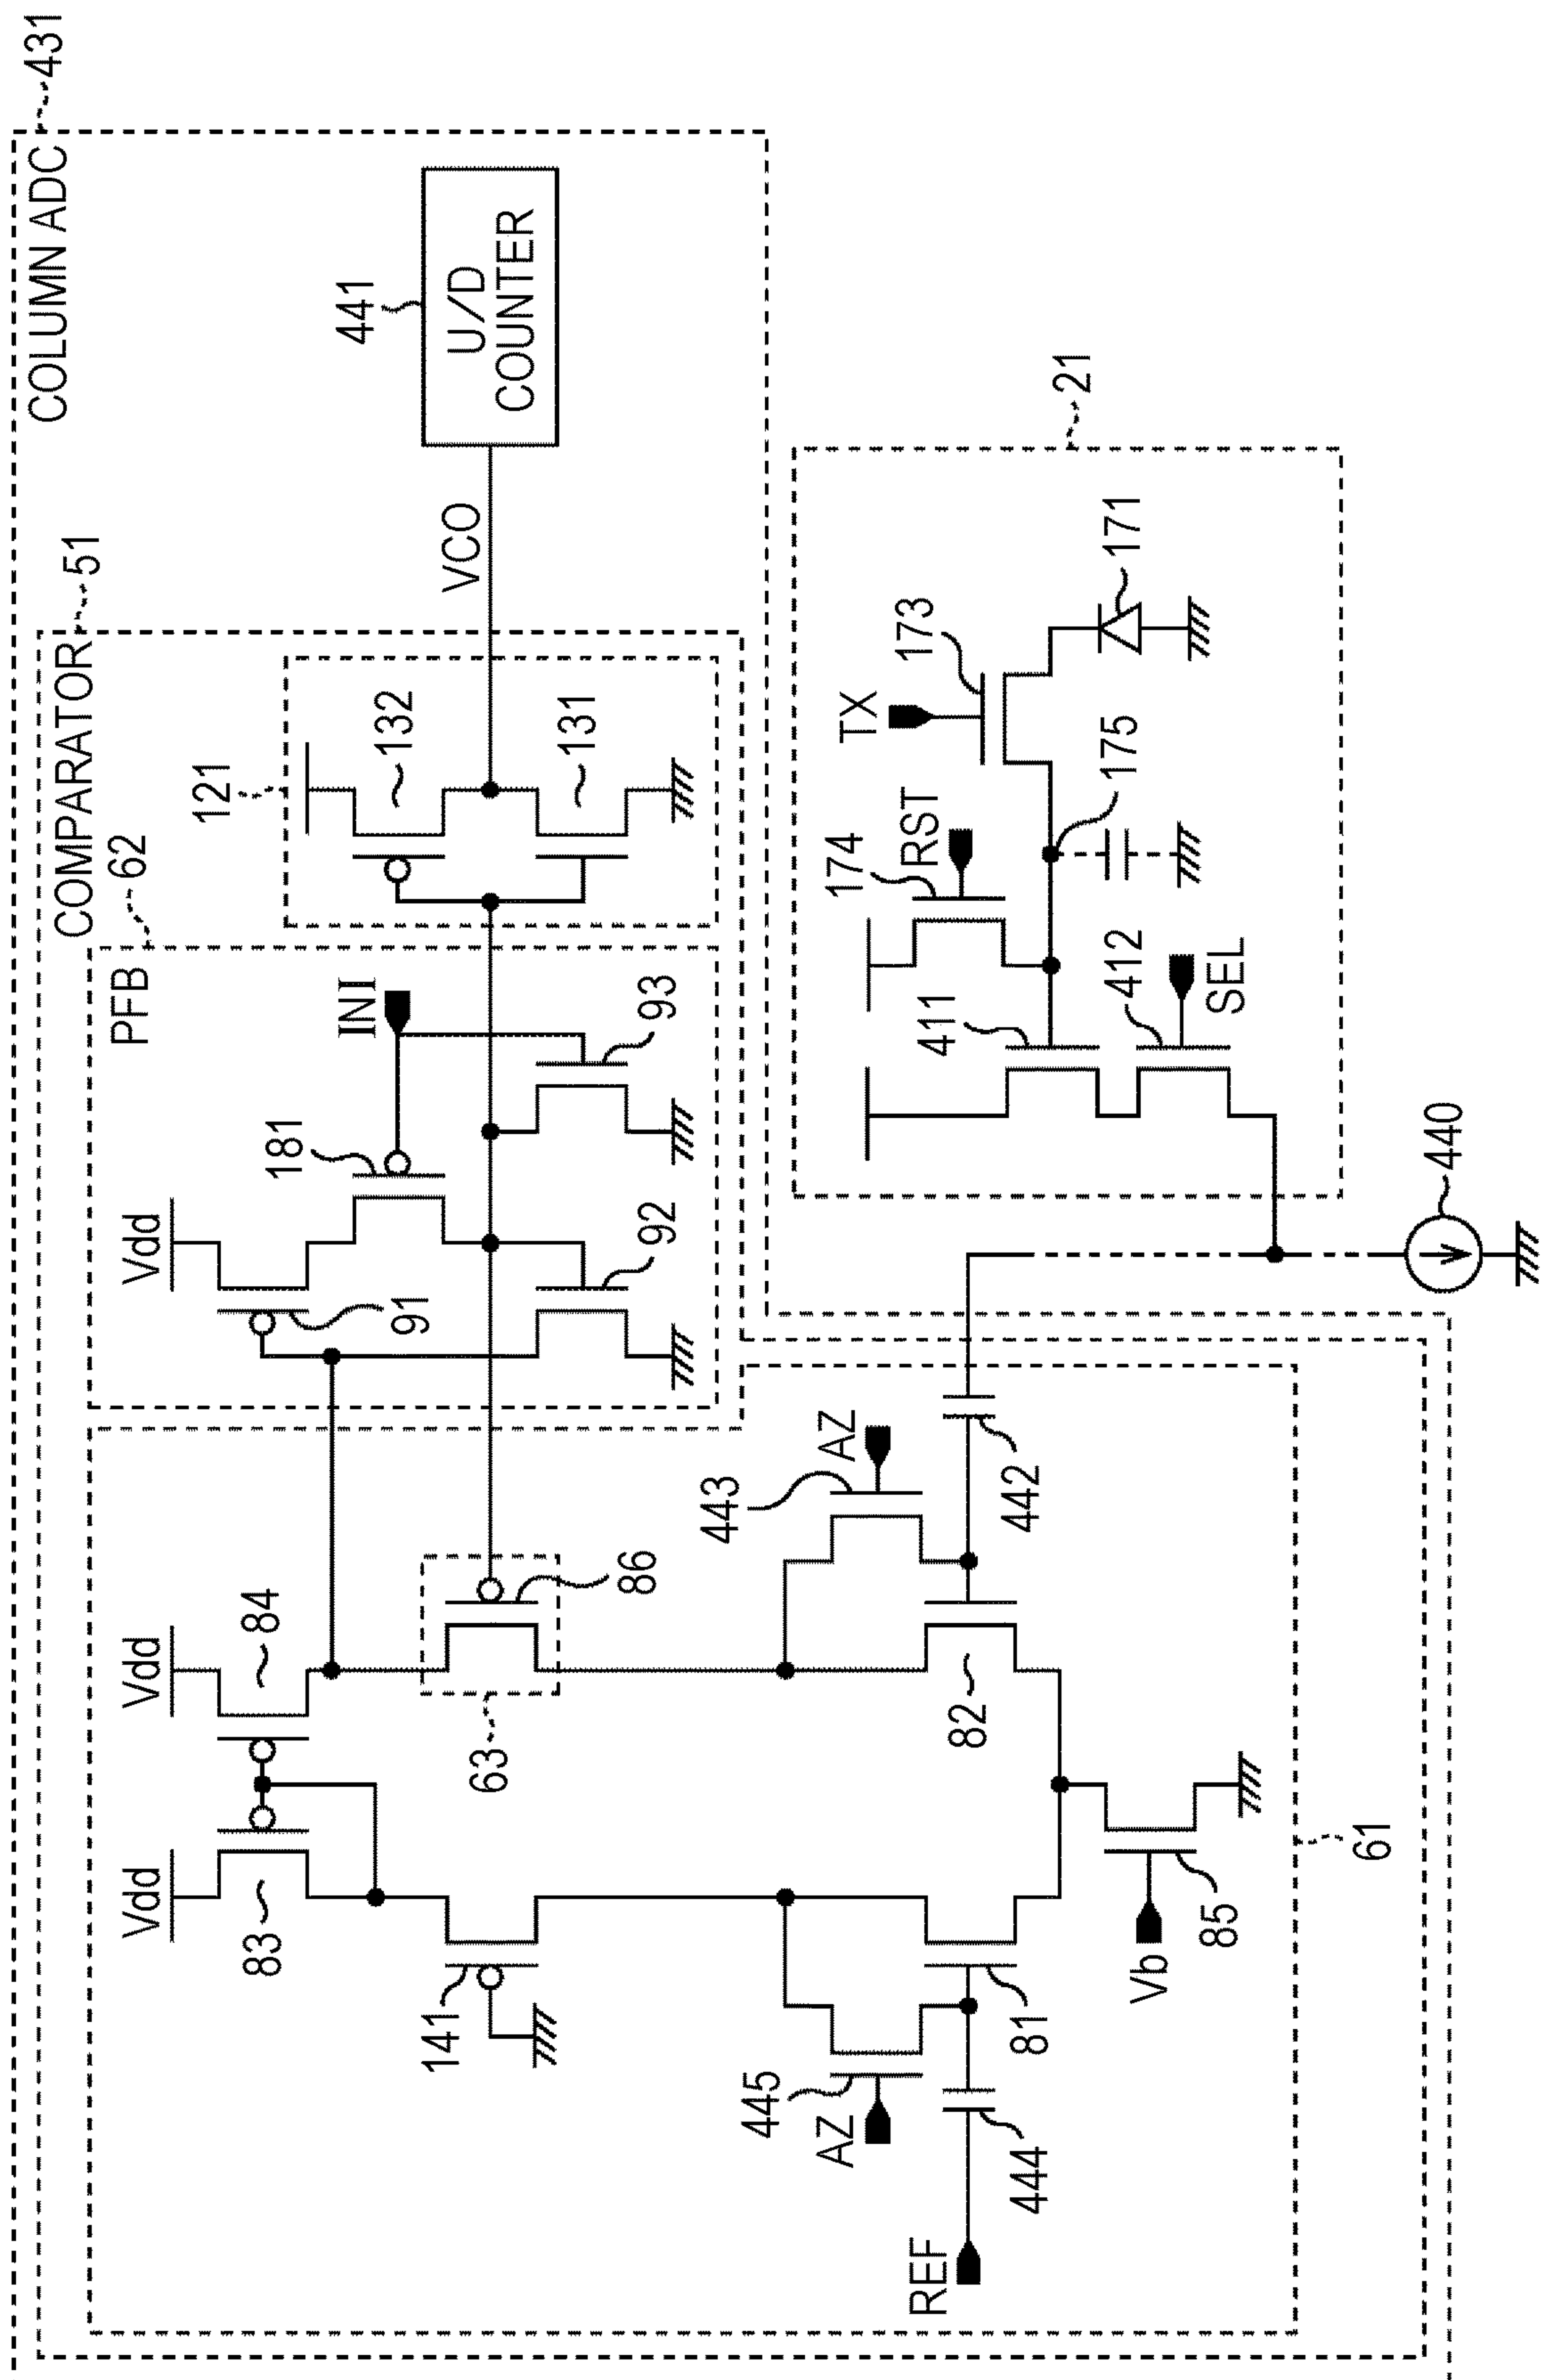 COLUMN ADC
431
COMPARATOR
51
PFB
62
121
Vdd
Vdd
Vdd
83
84
91
181
INI
132
441
U/D
COUNTER
VCO
141
63
86
92
93
131
445
AZ
443
AZ
174
RST
TX
173
REF
444
81
82
442
411
412
SEL
175
171
21
Vb
85
61
440